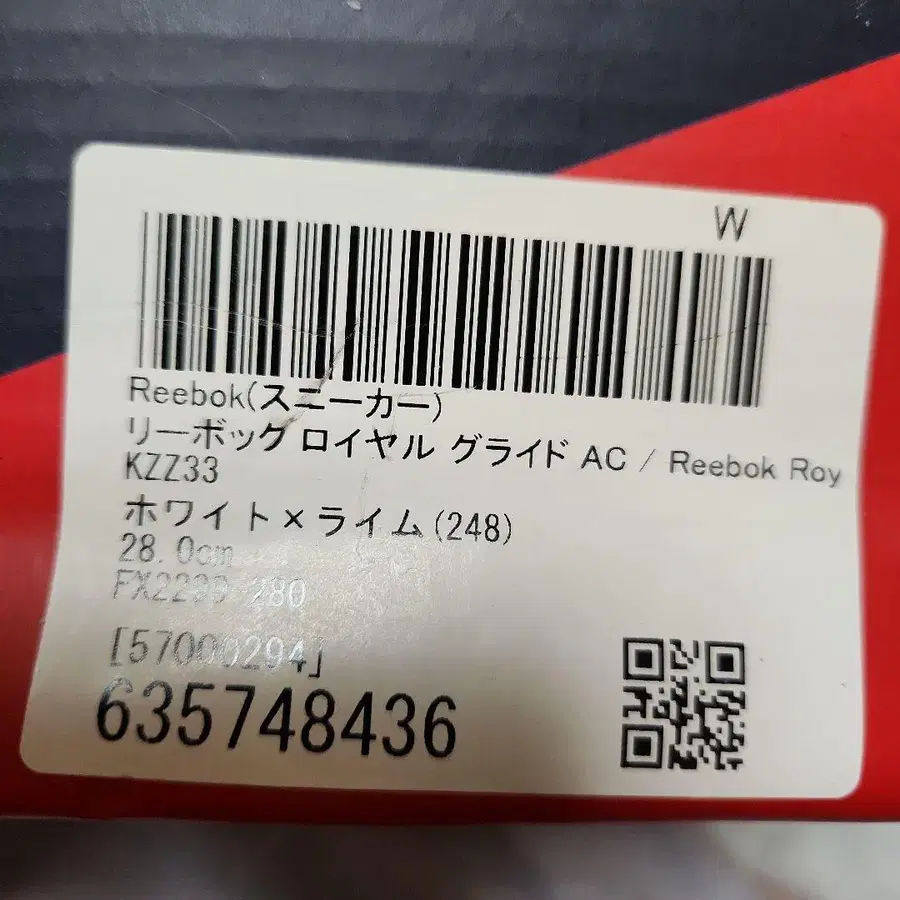 W
Reebok(スニーカー)
リーボック ロイヤル グライド AC / Reebok Roy
KZZ33
ホワイト×ライム(248)
28.0cm
280
635748436